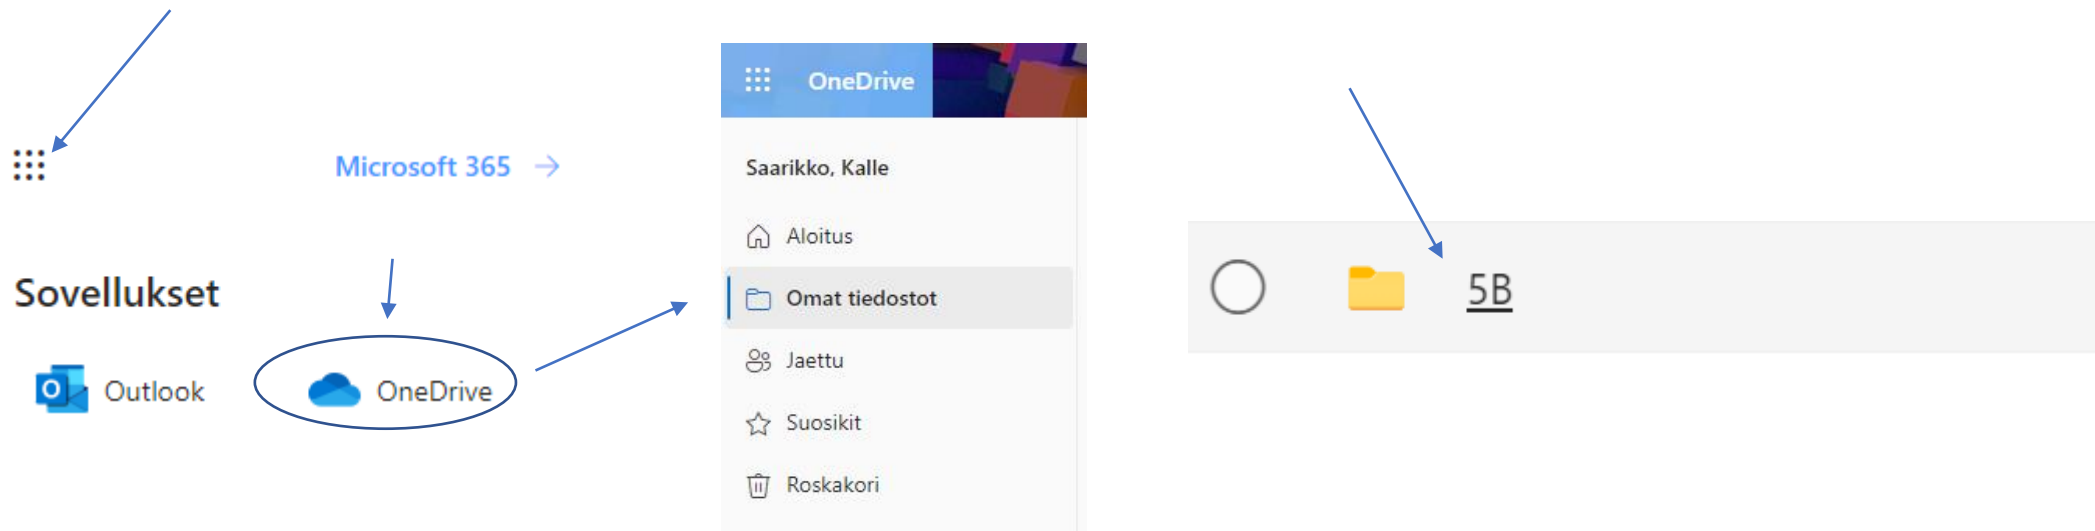 Microsoft 365 →
Sovellukset
Outlook
OneDrive
OneDrive
Saarikko, Kalle
Aloitus
Omat tiedostot
Jaettu
Suosikit
Roskakori
5B